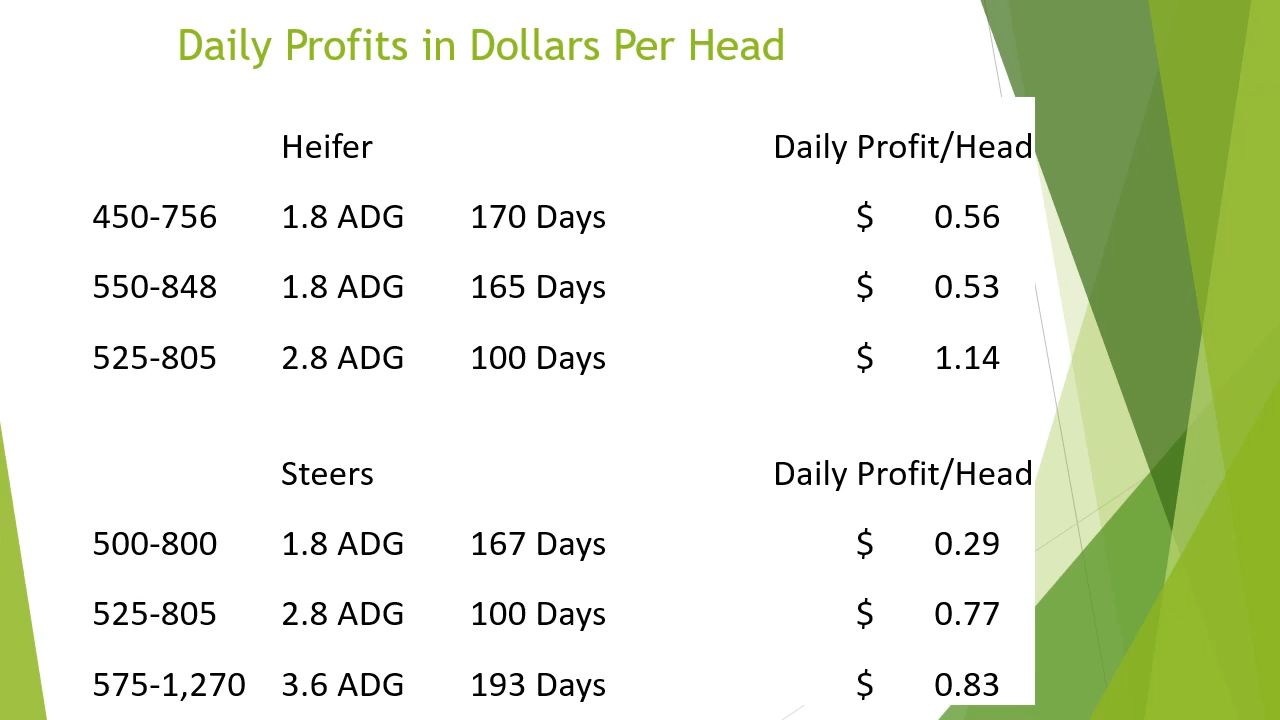 Daily Profits in Dollars Per Head
Heifer Daily Profit/Head
450-756 1.8 ADG 170 Days $ 0.56
550-848 1.8 ADG 165 Days $ 0.53
525-805 2.8 ADG 100 Days $ 1.14
Steers Daily Profit/Head
500-800 1.8 ADG 167 Days $ 0.29
525-805 2.8 ADG 100 Days $ 0.77
575-1,270 3.6 ADG 193 Days $ 0.83